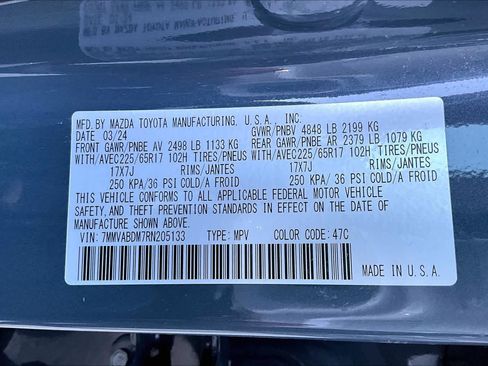 MFD. BY MAZDA TOYOTA MANUFACTURING, U.S.A., INC.
DATE: 03/24 GVWR/PNBV 4848 LB 2199 KG
FRONT GAWR/PNBE AV 2498 LB 1133 KG REAR GAWR/PNBE AR 2379 LB 1079 KG
WITH/AVEC225/65R17 102H TIRES/PNEUS WITH/AVEC225/65R17 102H TIRES/PNEUS
17X7J RIMS/JANTES 17X7J RIMS/JANTES
250 KPA/36 PSI COLD/A FROID 250 KPA/36 PSI COLD/A FROID
THIS VEHICLE CONFORMS TO ALL APPLICABLE FEDERAL MOTOR VEHICLE
SAFETY, AND THEFT PREVENTION STANDARDS IN EFFECT ON THE DATE OF
MANUFACTURE SHOWN ABOVE.
VIN: 7MMVABDM7RN205133 TYPE: MPV COLOR CODE: 47C
MADE IN U.S.A.